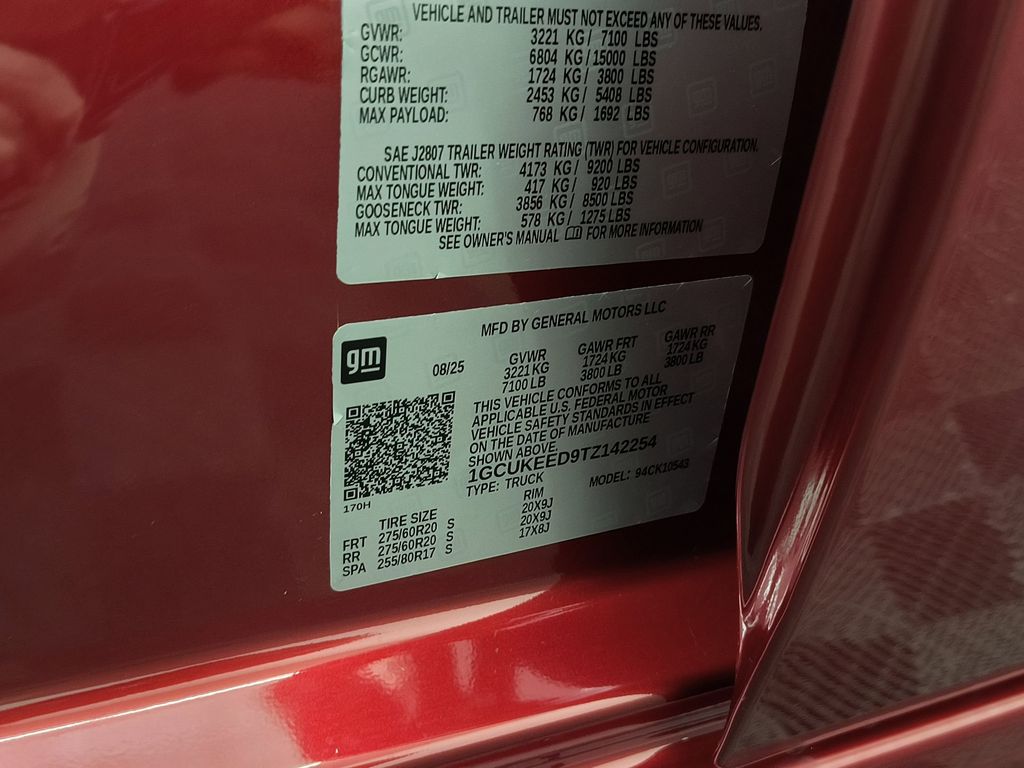 VEHICLE AND TRAILER MUST NOT EXCEED ANY OF THESE VALUES.
GVWR: 3221 KG / 7100 LBS
GCWR: 6804 KG / 15000 LBS
RGAWR: 1724 KG / 3800 LBS
CURB WEIGHT: 2453 KG / 5408 LBS
MAX PAYLOAD: 768 KG / 1692 LBS
SAE J2807 TRAILER WEIGHT RATING (TWR) FOR VEHICLE CONFIGURATION.
CONVENTIONAL TWR: 4173 KG / 9200 LBS
MAX TONGUE WEIGHT: 417 KG / 920 LBS
GOOSENECK TWR: 3856 KG / 8500 LBS
MAX TONGUE WEIGHT: 578 KG / 1275 LBS
SEE OWNER'S MANUAL FOR MORE INFORMATION
MFD BY GENERAL MOTORS LLC
gm
08/25
GVWR GAWR FRT GAWR RR
3221 KG 1724 KG 1724 KG
7100 LB 3800 LB 3800 LB
THIS VEHICLE CONFORMS TO ALL
APPLICABLE U.S. FEDERAL MOTOR
VEHICLE SAFETY STANDARDS IN EFFECT
ON THE DATE OF MANUFACTURE
SHOWN ABOVE.
1GCUKEED9TZ142254
TYPE: TRUCK MODEL: 94CK10543
170H
TIRE SIZE RIM
FRT 275/60R20 S 20X9J
RR 275/60R20 S 20X9J
SPA 255/80R17 S 17X8J